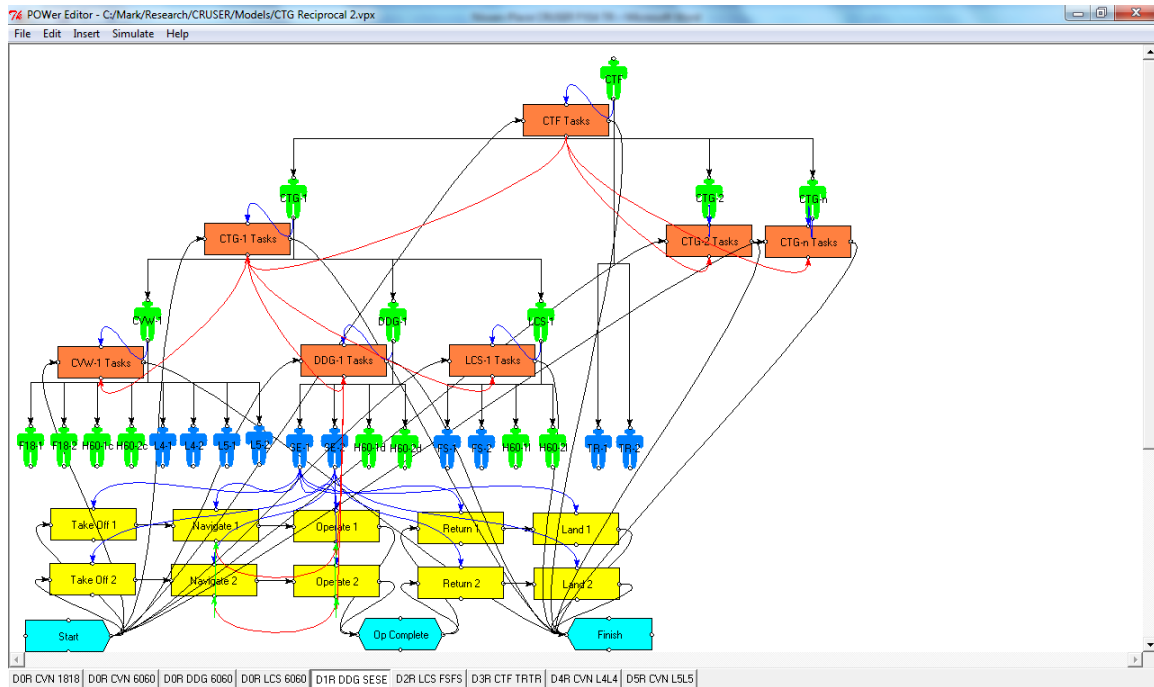 POWer Editor - C:/Mark/Research/CRUSER/Models/CTG Reciprocal 2.vpx
File Edit Insert Simulate Help
CTF
CTF Tasks
CTG-1 CTG-2 CTG-n
CTG-1 Tasks CTG-2 Tasks CTG-n Tasks
CVW-1 DDG-1 LCS-1
CVW-1 Tasks DDG-1 Tasks LCS-1 Tasks
F18-1 F18-2 H60-1c H60-2c L4-1 L4-2 L5-1 L5-2 SE-1 SE-2 H60-1d H60-2d FS-1 FS-2 H60-1l H60-2l TR-1 TR-2
Take Off 1 Navigate 1 Operate 1 Return 1 Land 1
Take Off 2 Navigate 2 Operate 2 Return 2 Land 2
Start Op Complete Finish
D0R CVN 1818 D0R CVN 6060 D0R DDG 6060 D0R LCS 6060 D1R DDG SESE D2R LCS FSFS D3R CTF TRTR D4R CVN L4L4 D5R CVN L5L5